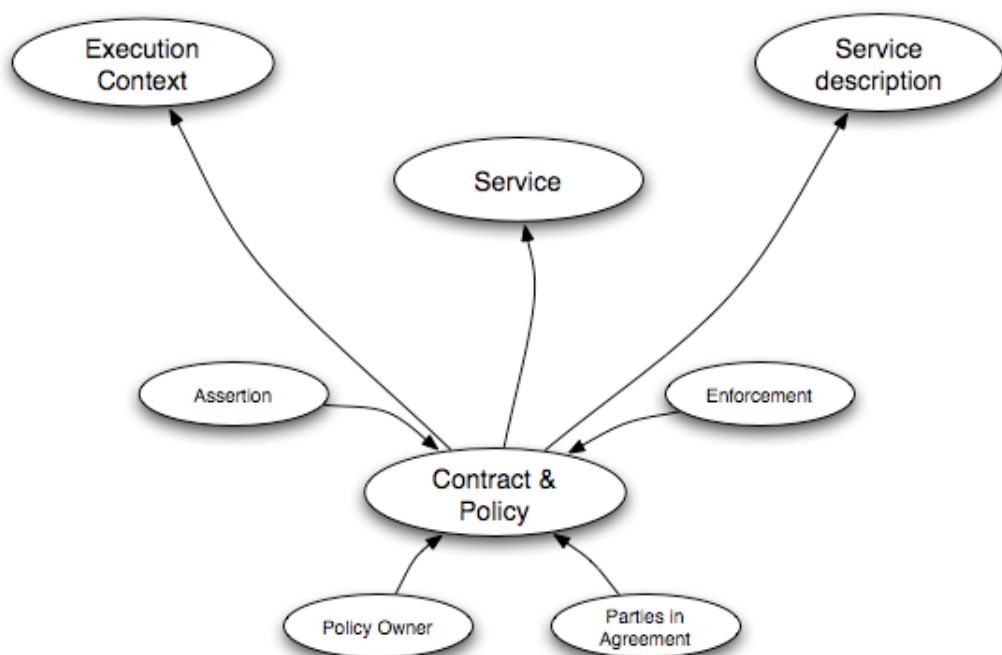 Execution
Context
Service
description
Service
Assertion
Enforcement
Contract &
Policy
Policy Owner
Parties in
Agreement